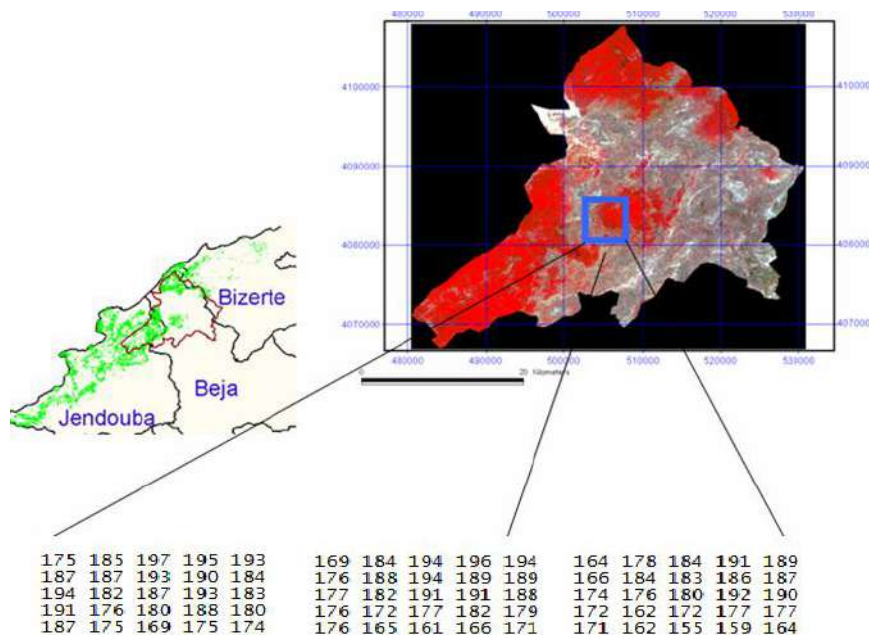 480000 490000 500000 510000 520000 530000
4100000 4100000
4090000 4090000
4080000 4080000
4070000 4070000
480000 490000 500000 510000 520000 530000
0 20 Kilometers
Bizerte
Beja
Jendouba
175 185 197 195 193
187 187 193 190 184
194 182 187 193 183
191 176 180 188 180
187 175 169 175 174
169 184 194 196 194
176 188 194 189 189
177 182 191 191 188
176 172 177 182 179
176 165 161 166 171
164 178 184 191 189
166 184 183 186 187
174 176 180 192 190
172 162 172 177 177
171 162 155 159 164